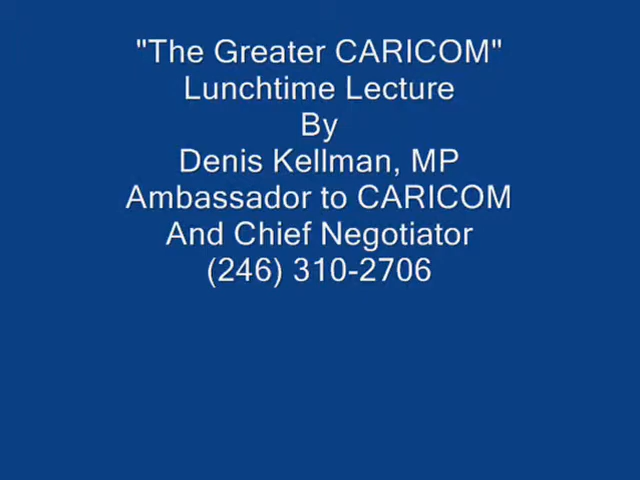 "The Greater CARICOM"
Lunchtime Lecture
By
Denis Kellman, MP
Ambassador to CARICOM
And Chief Negotiator
(246) 310-2706